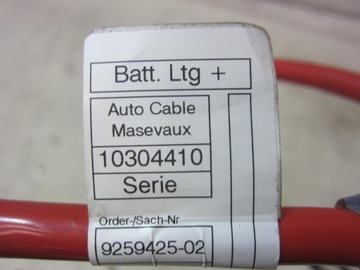 Batt. Ltg +
Auto Cable
Masevaux
10304410
Serie
Order-/Sach-Nr
9259425-02